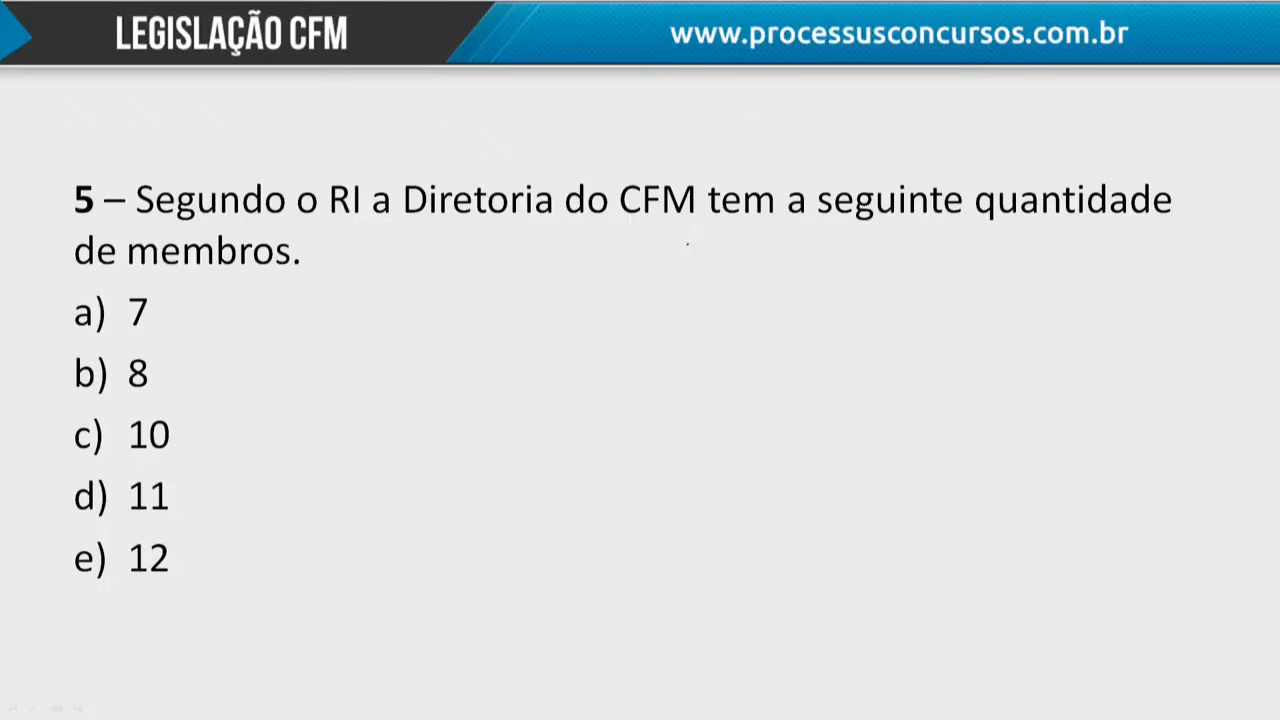 LEGISLAÇÃO CFM
www.processusconcursos.com.br
5 – Segundo o RI a Diretoria do CFM tem a seguinte quantidade
de membros.
a) 7
b) 8
c) 10
d) 11
e) 12